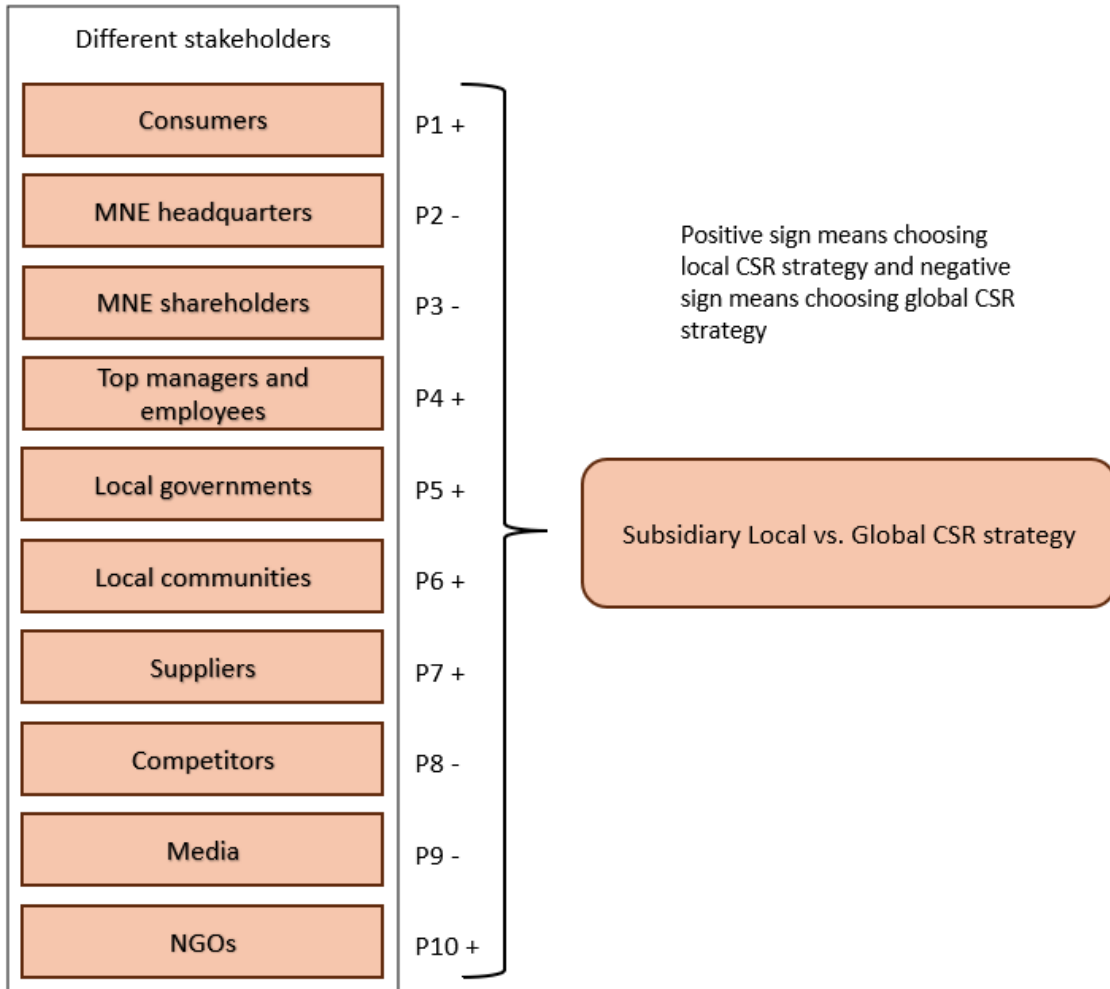 Different stakeholders
Consumers
P1 +
MNE headquarters
P2 -
MNE shareholders
P3 -
Top managers and
employees
P4 +
Local governments
P5 +
Local communities
P6 +
Suppliers
P7 +
Competitors
P8 -
Media
P9 -
NGOs
P10 +
Positive sign means choosing
local CSR strategy and negative
sign means choosing global CSR
strategy
Subsidiary Local vs. Global CSR strategy